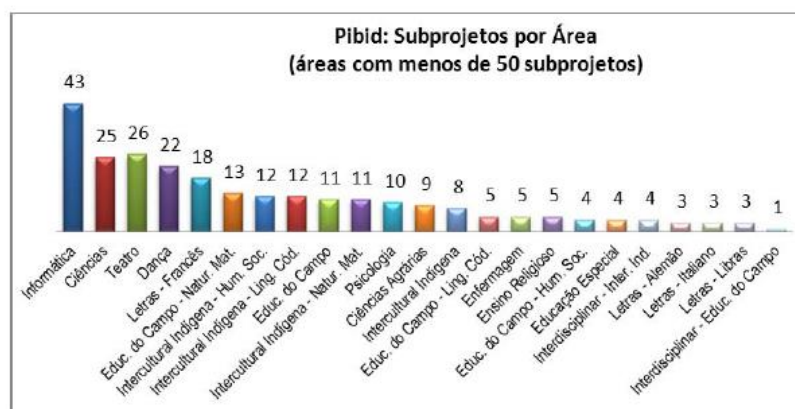 Pibid: Subprojetos por Área
(áreas com menos de 50 subprojetos)
43
25
26
22
18
13
12
12
11
11
10
9
8
5
5
5
4
4
4
3
3
3
1
Informática
Ciências
Teatro
Dança
Letras - Francês
Educ. do Campo - Natur. Mat.
Intercultural Indígena - Hum. Soc.
Intercultural Indígena - Ling. Cód.
Educ. do Campo
Intercultural Indígena - Natur. Mat.
Psicologia
Ciências Agrárias
Intercultural Indígena
Educ. do Campo - Ling. Cód.
Enfermagem
Ensino Religioso
Educ. do Campo - Hum. Soc.
Educação Especial
Interdisciplinar - Inter. Ind.
Letras - Alemão
Letras - Italiano
Letras - Libras
Interdisciplinar - Educ. do Campo